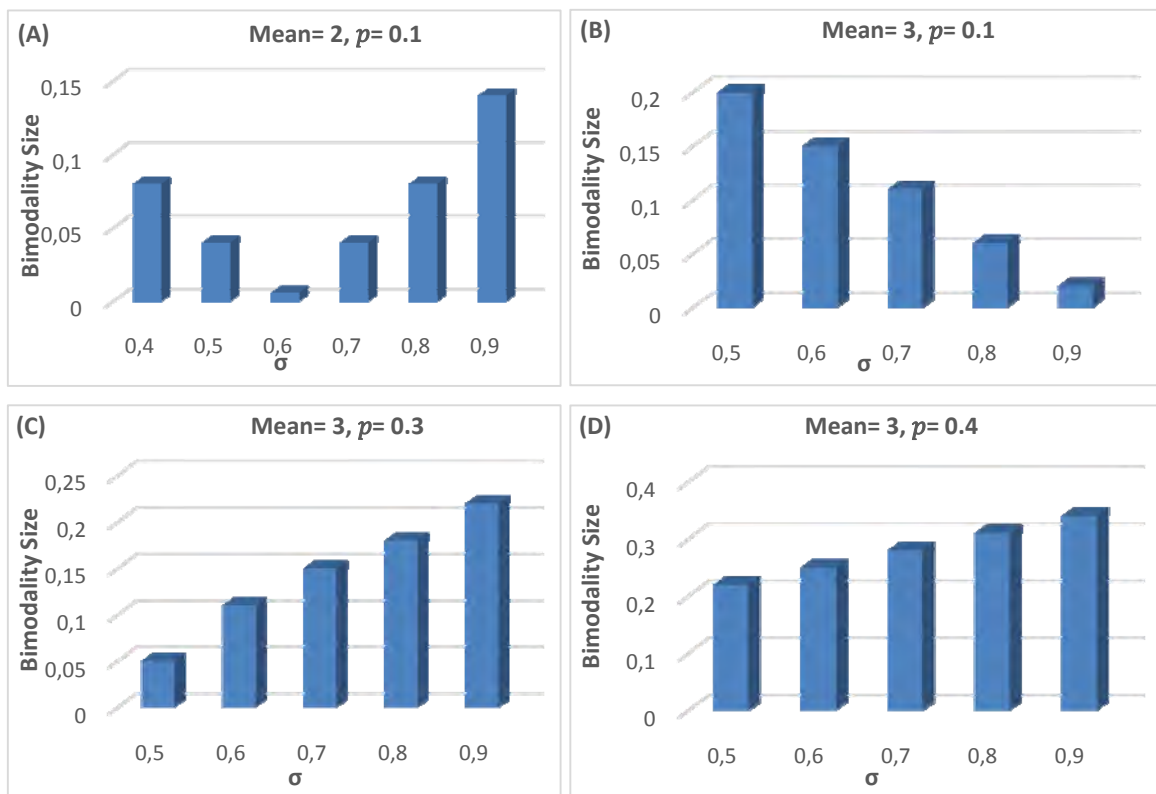 (A)
Mean= 2, p= 0.1
Bimodality Size
0,15
0,1
0,05
0
0,4 0,5 0,6 0,7 0,8 0,9
σ
(B)
Mean= 3, p= 0.1
Bimodality Size
0,2
0,15
0,1
0,05
0
0,5 0,6 0,7 0,8 0,9
σ
(C)
Mean= 3, p= 0.3
Bimodality Size
0,25
0,2
0,15
0,1
0,05
0
0,5 0,6 0,7 0,8 0,9
σ
(D)
Mean= 3, p= 0.4
Bimodality Size
0,4
0,3
0,2
0,1
0
0,5 0,6 0,7 0,8 0,9
σ